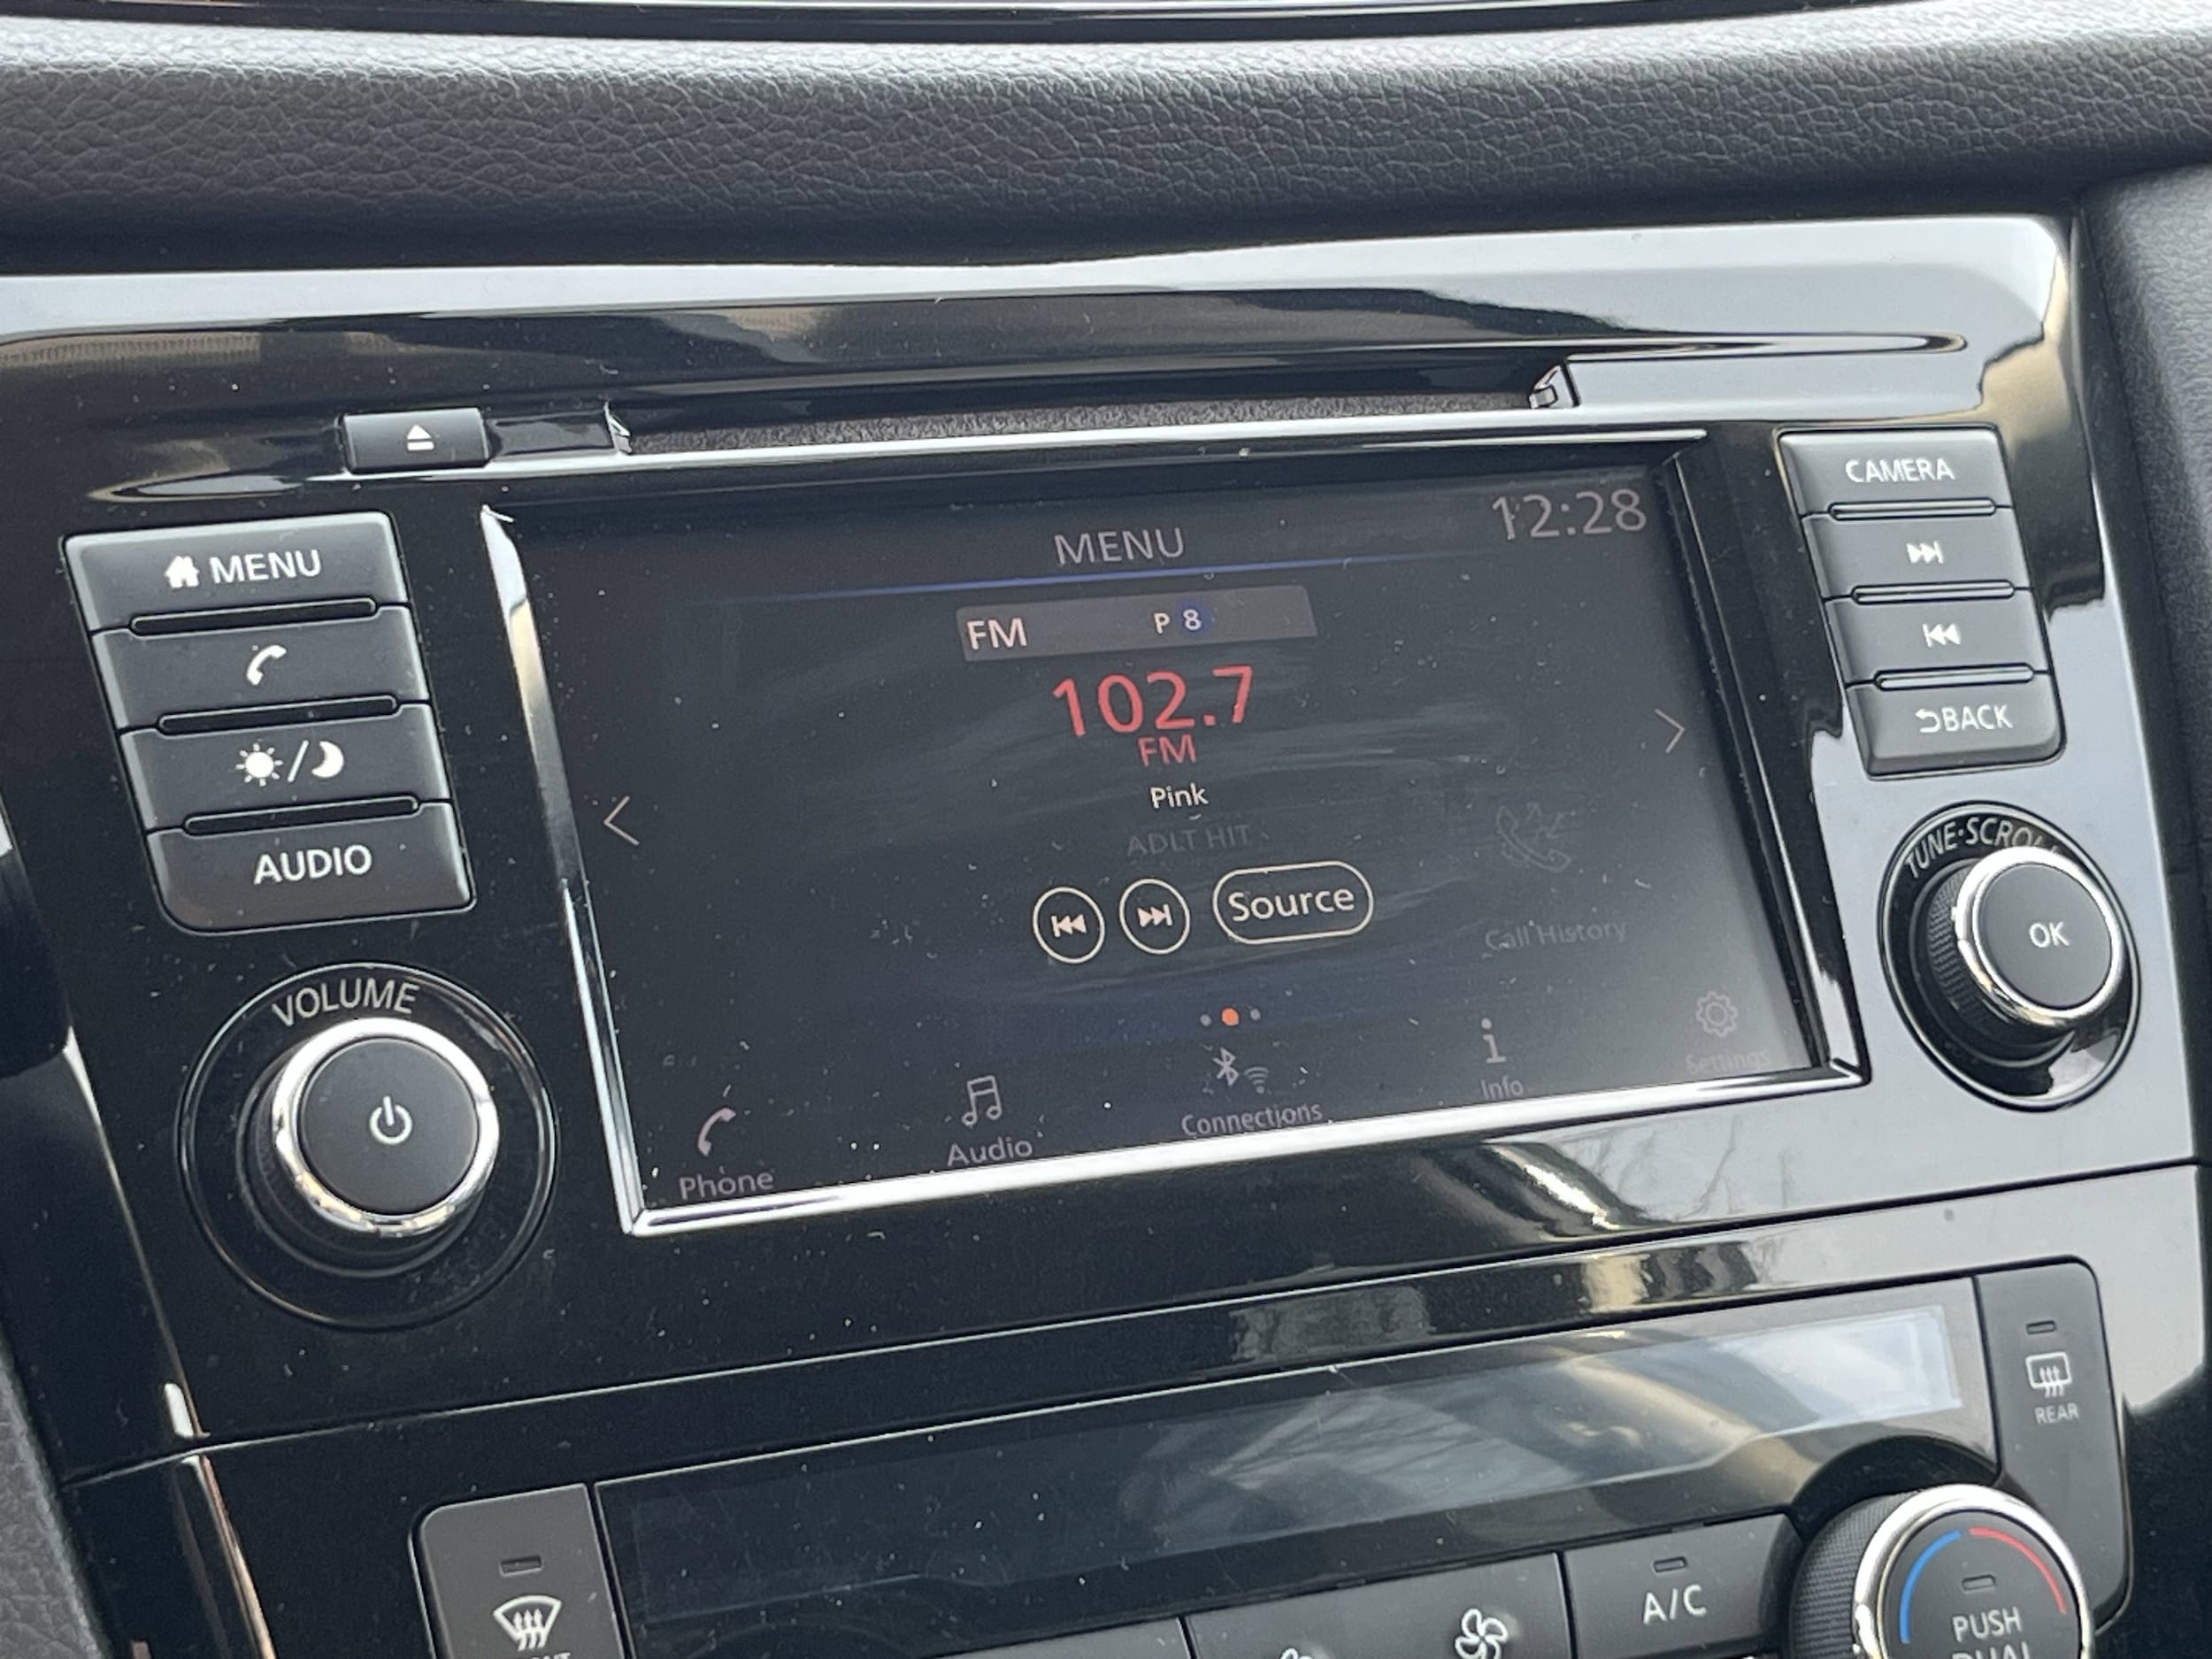 MENU
AUDIO
VOLUME
MENU
12:28
FM P 8
102.7
FM
Pink
ADLT HIT
Source
Call History
Phone
Audio
Connections
Info
Settings
CAMERA
BACK
TUNE·SCROLL
OK
REAR
A/C
PUSH
DUAL